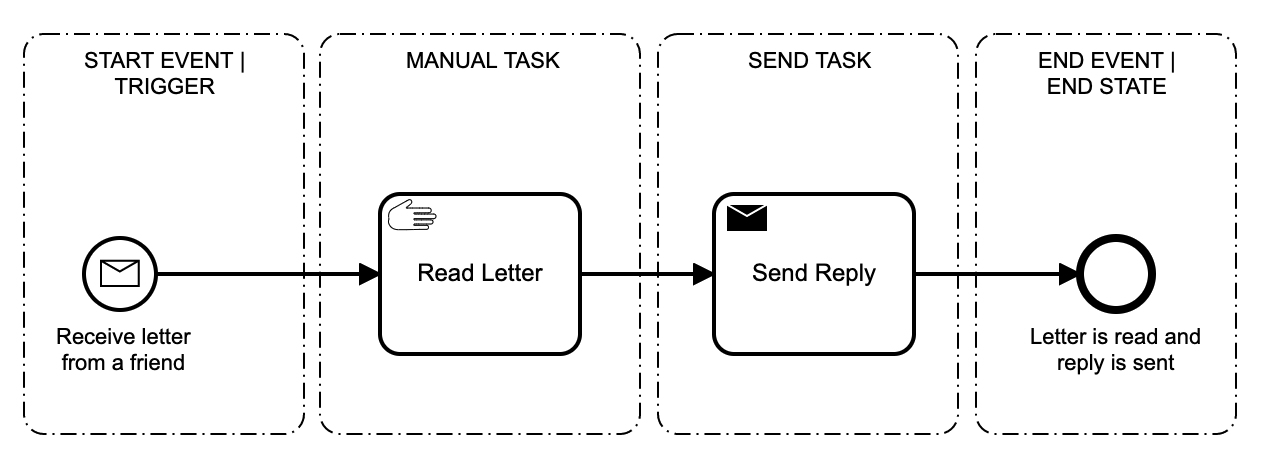 START EVENT |
TRIGGER
MANUAL TASK
SEND TASK
END EVENT |
END STATE
Read Letter
Send Reply
Receive letter
from a friend
Letter is read and
reply is sent